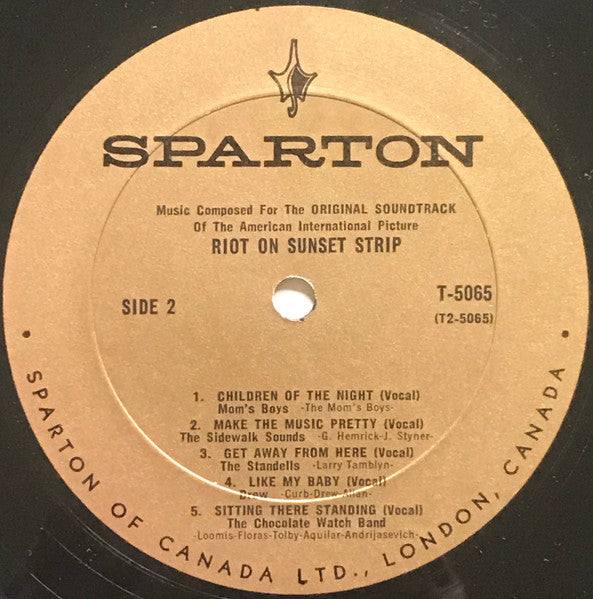 SPARTON
Music Composed For The ORIGINAL SOUNDTRACK
Of The American International Picture
RIOT ON SUNSET STRIP
SIDE 2
T-5065
(T2-5065)
1. CHILDREN OF THE NIGHT (Vocal)
Mom's Boys -The Mom's Boys-
2. MAKE THE MUSIC PRETTY (Vocal)
The Sidewalk Sounds -G. Hemrick-J. Styner-
3. GET AWAY FROM HERE (Vocal)
The Standells -Larry Tamblyn-
4. LIKE MY BABY (Vocal)
Drew -Curb-Drew-Allan-
5. SITTING THERE STANDING (Vocal)
The Chocolate Watch Band
-Loomis-Floras-Tolby-Aquilar-Andrijasevich-
• SPARTON OF CANADA LTD., LONDON, CANADA •